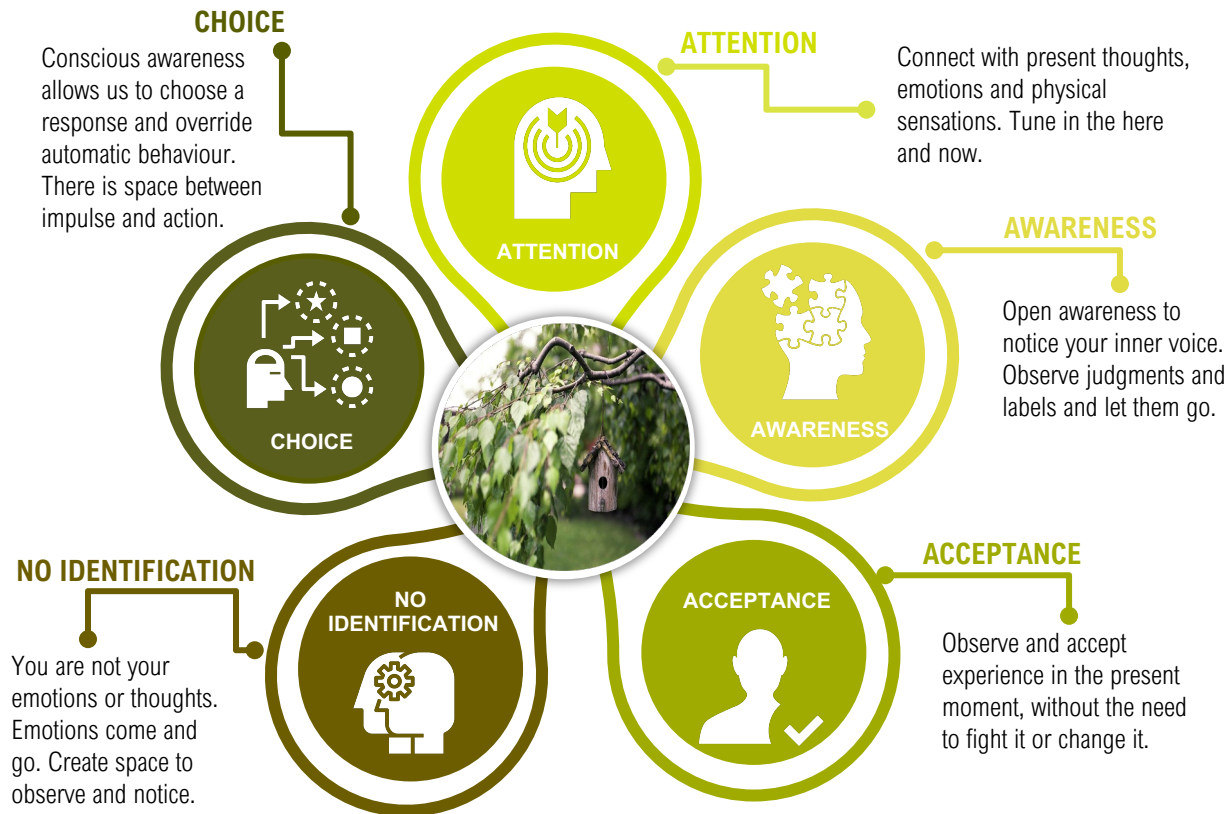 CHOICE
Conscious awareness
allows us to choose a
response and override
automatic behaviour.
There is space between
impulse and action.
ATTENTION
Connect with present thoughts,
emotions and physical
sensations. Tune in the here
and now.
ATTENTION
AWARENESS
Open awareness to
notice your inner voice.
Observe judgments and
labels and let them go.
AWARENESS
CHOICE
NO IDENTIFICATION
You are not your
emotions or thoughts.
Emotions come and
go. Create space to
observe and notice.
NO
IDENTIFICATION
ACCEPTANCE
ACCEPTANCE
Observe and accept
experience in the present
moment, without the need
to fight it or change it.